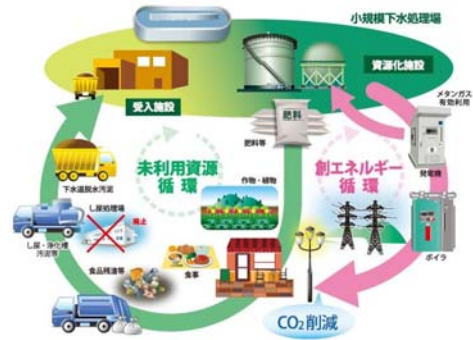 小規模下水処理場
資源化施設
受入施設
メタンガス
有効利用
肥料
肥料等
発電機
下水道脱水汚泥
未利用資源
循環
創エネルギー
循環
作物・植物
し尿処理場
廃止
し尿・浄化槽
汚泥等
ボイラ
食事
食品残渣等
CO2削減